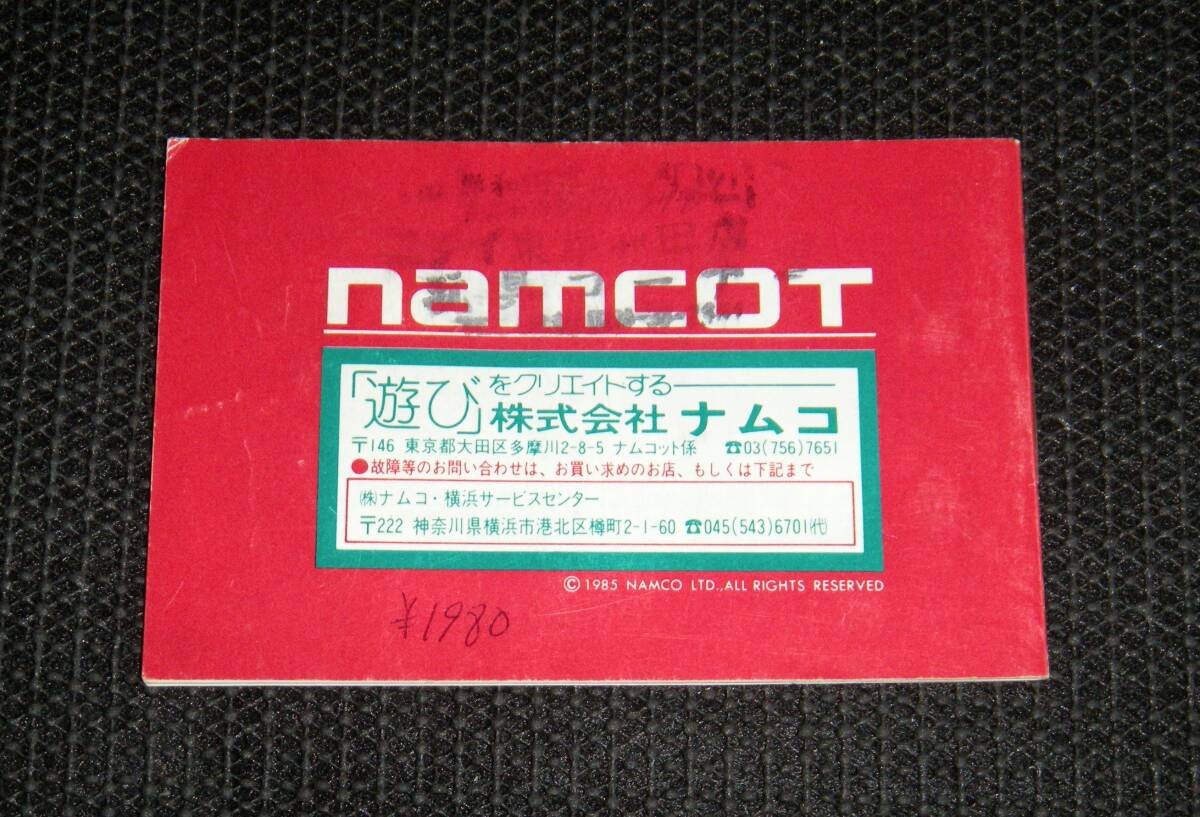 namcoT
「遊び」をクリエイトする
株式会社 ナムコ
〒146 東京都大田区多摩川2-8-5 ナムコット係 ☎03(756)7651
●故障等のお問い合わせは、お買い求めのお店、もしくは下記まで
㈱ナムコ・横浜サービスセンター
〒222 神奈川県横浜市港北区樽町2-1-60 ☎045(543)6701㈹
©1985 NAMCO LTD.,ALL RIGHTS RESERVED
¥1980